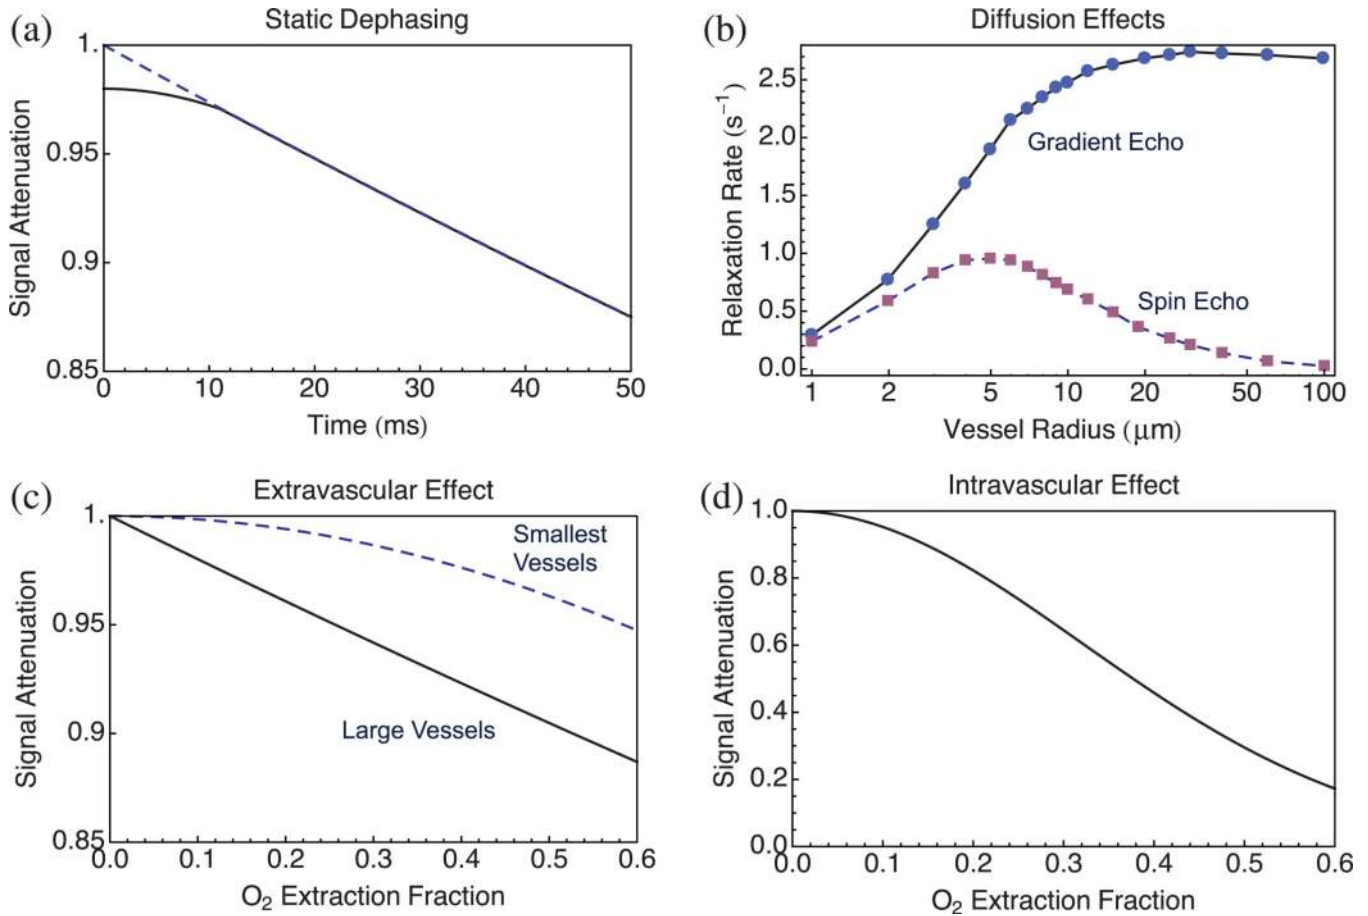 (a)
Static Dephasing
1.
0.95
0.9
0.85
Signal Attenuation
0 10 20 30 40 50
Time (ms)
(b)
Diffusion Effects
2.5
2.0
1.5
1.0
0.5
0.0
Relaxation Rate (s⁻¹)
Gradient Echo
Spin Echo
1 2 5 10 20 50 100
Vessel Radius (μm)
(c)
Extravascular Effect
1.
0.95
0.9
0.85
Signal Attenuation
Smallest
Vessels
Large Vessels
0.0 0.1 0.2 0.3 0.4 0.5 0.6
O₂ Extraction Fraction
(d)
Intravascular Effect
1.0
0.8
0.6
0.4
0.2
0.0
Signal Attenuation
0.0 0.1 0.2 0.3 0.4 0.5 0.6
O₂ Extraction Fraction